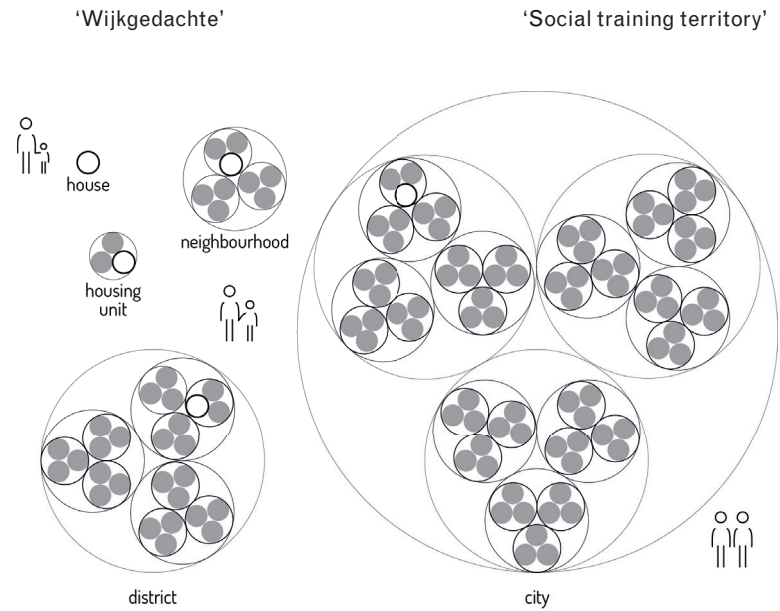 ‘Wijkgedachte’
‘Social training territory’
house
neighbourhood
housing
unit
district
city